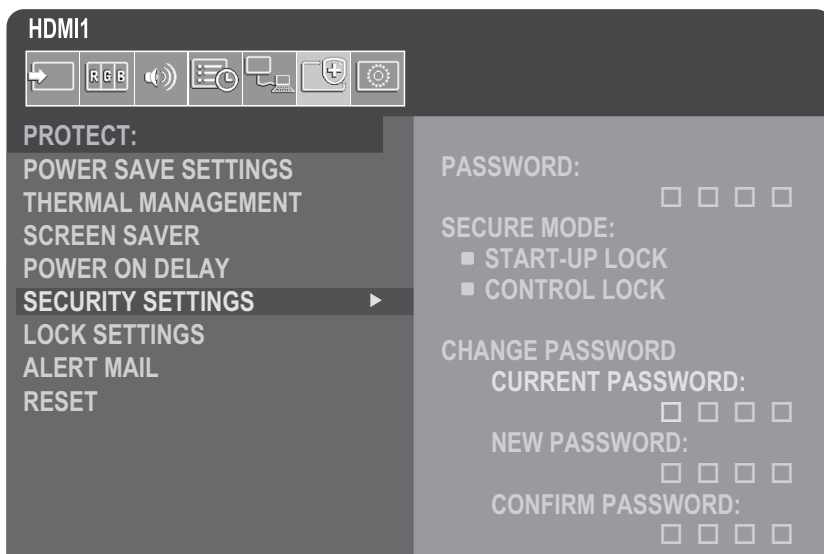 HDMI1
RGB
PROTECT:
POWER SAVE SETTINGS
THERMAL MANAGEMENT
SCREEN SAVER
POWER ON DELAY
SECURITY SETTINGS
LOCK SETTINGS
ALERT MAIL
RESET
PASSWORD:
SECURE MODE:
START-UP LOCK
CONTROL LOCK
CHANGE PASSWORD
CURRENT PASSWORD:
NEW PASSWORD:
CONFIRM PASSWORD: